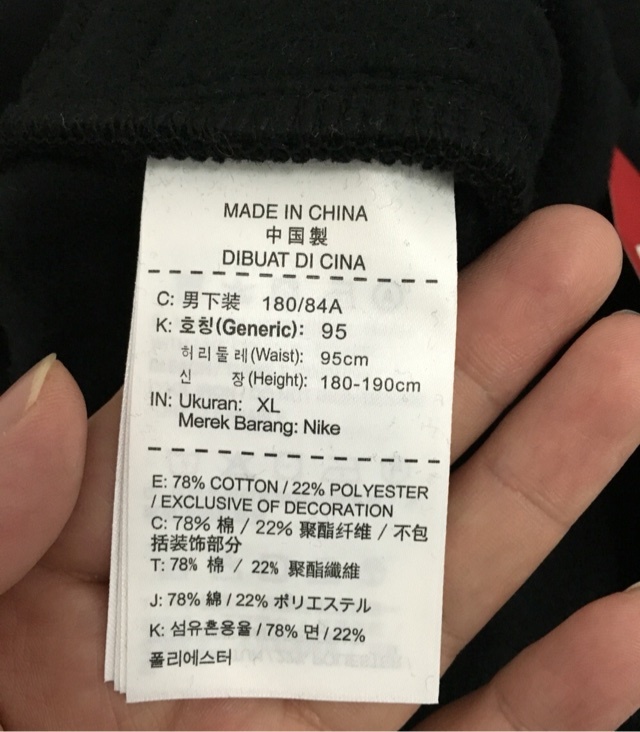 MADE IN CHINA
中国製
DIBUAT DI CINA
C: 男下装 180/84A
K: 호칭(Generic): 95
허리둘레(Waist): 95cm
신 장(Height): 180-190cm
IN: Ukuran: XL
Merek Barang: Nike
E: 78% COTTON / 22% POLYESTER
/ EXCLUSIVE OF DECORATION
C: 78% 棉 / 22% 聚酯纤维 / 不包
括装饰部分
T: 78% 棉 / 22% 聚酯纖維
J: 78% 綿 / 22% ポリエステル
K: 섬유혼용율 / 78% 면 / 22%
폴리에스터